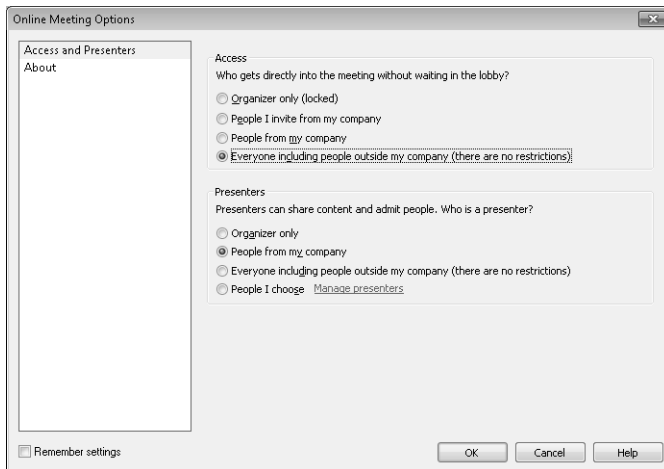 Online Meeting Options
Access and Presenters
About
Access
Who gets directly into the meeting without waiting in the lobby?
Organizer only (locked)
People I invite from my company
People from my company
Everyone including people outside my company (there are no restrictions)
Presenters
Presenters can share content and admit people. Who is a presenter?
Organizer only
People from my company
Everyone including people outside my company (there are no restrictions)
People I choose Manage presenters
Remember settings
OK Cancel Help